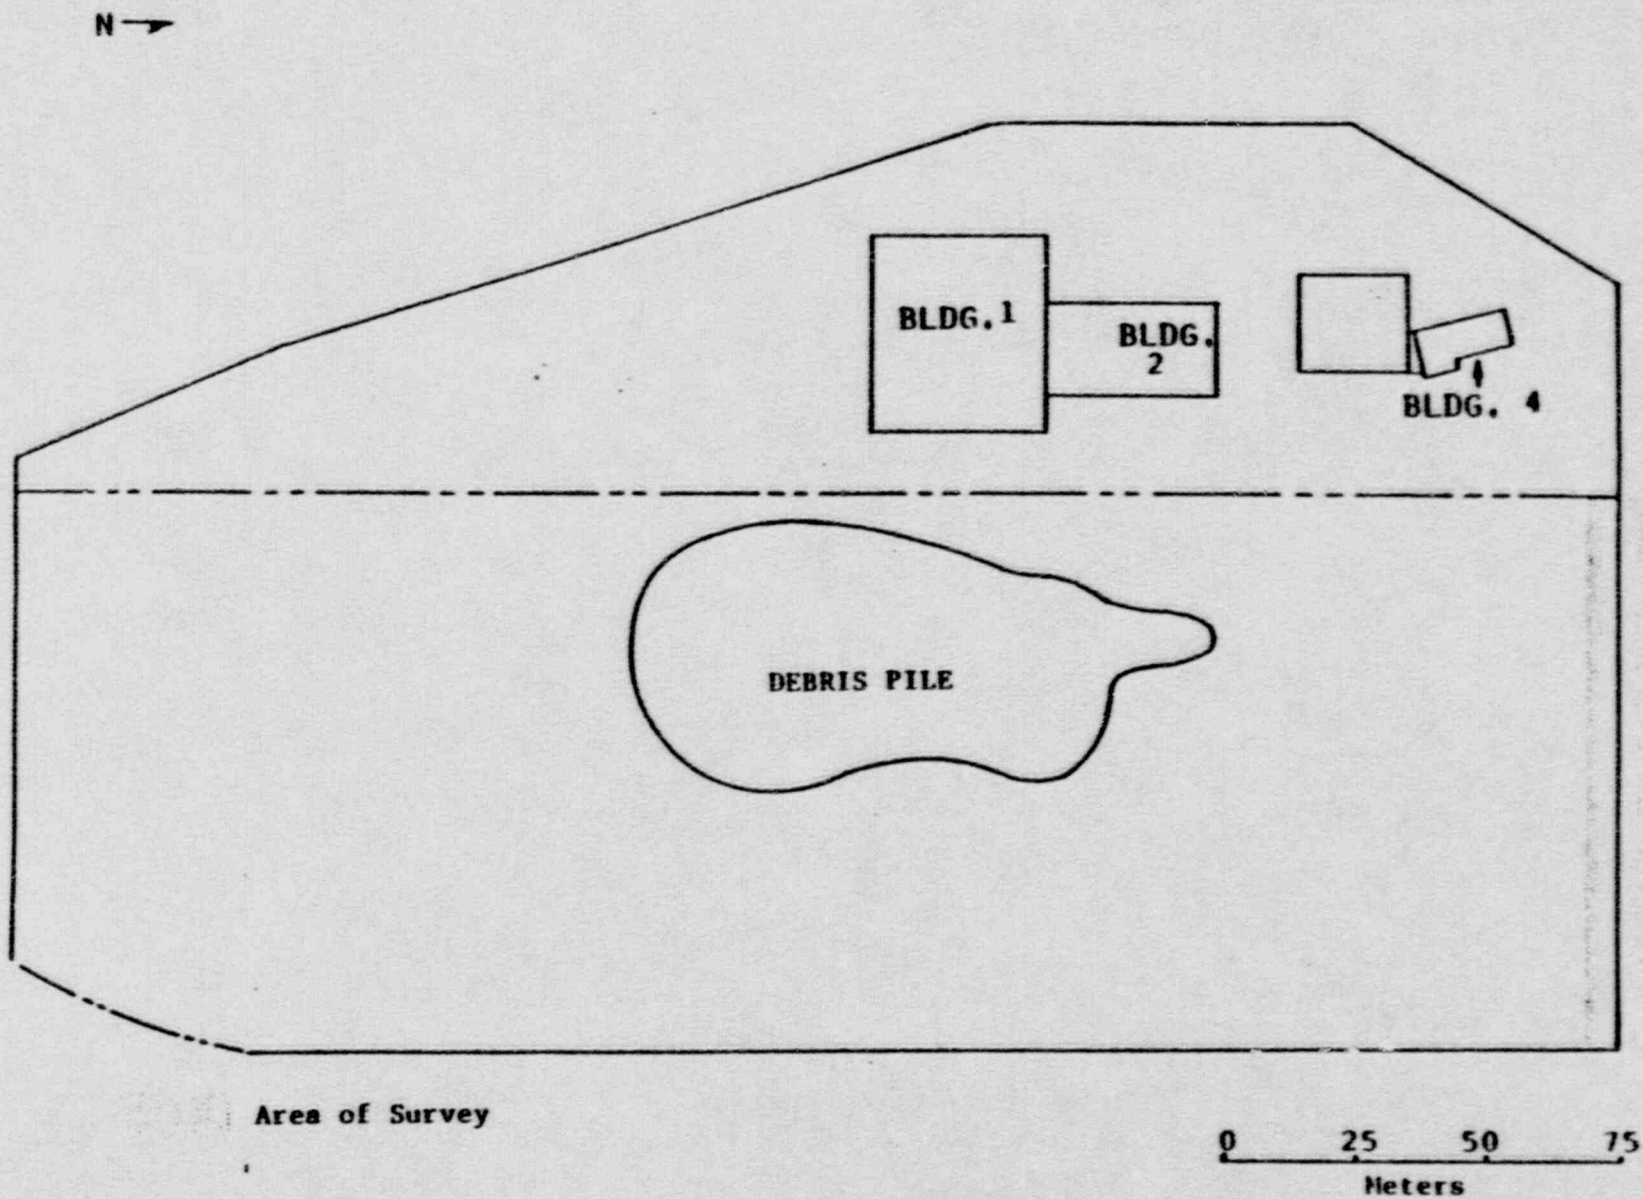 N
BLDG.1
BLDG.
2
BLDG. 4
DEBRIS PILE
Area of Survey
0 25 50 75
Meters